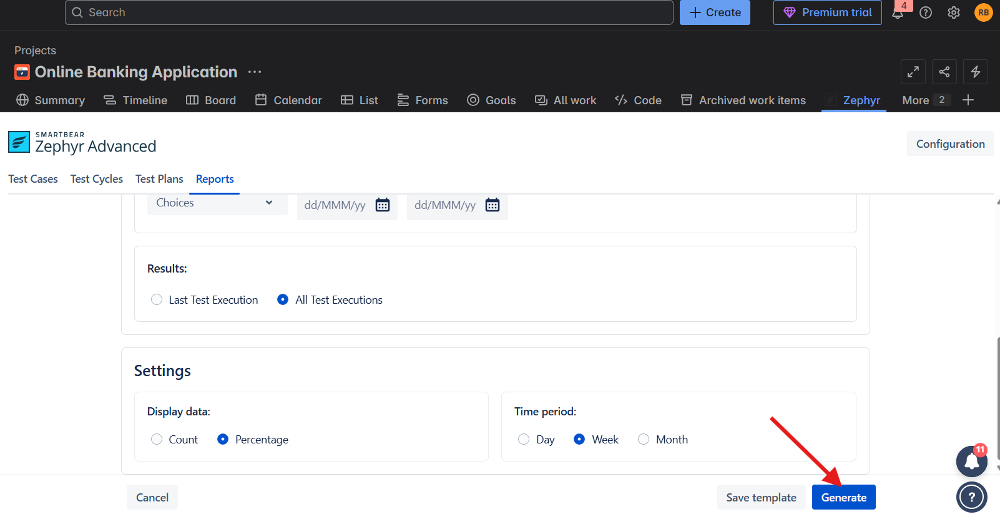 Search
Create
Premium trial
4
RB
Projects
Online Banking Application
Summary
Timeline
Board
Calendar
List
Forms
Goals
All work
Code
Archived work items
Zephyr
More 2
SMARTBEAR
Zephyr Advanced
Configuration
Test Cases
Test Cycles
Test Plans
Reports
Choices
dd/MMM/yy
dd/MMM/yy
Results:
Last Test Execution
All Test Executions
Settings
Display data:
Count
Percentage
Time period:
Day
Week
Month
11
Cancel
Save template
Generate
?